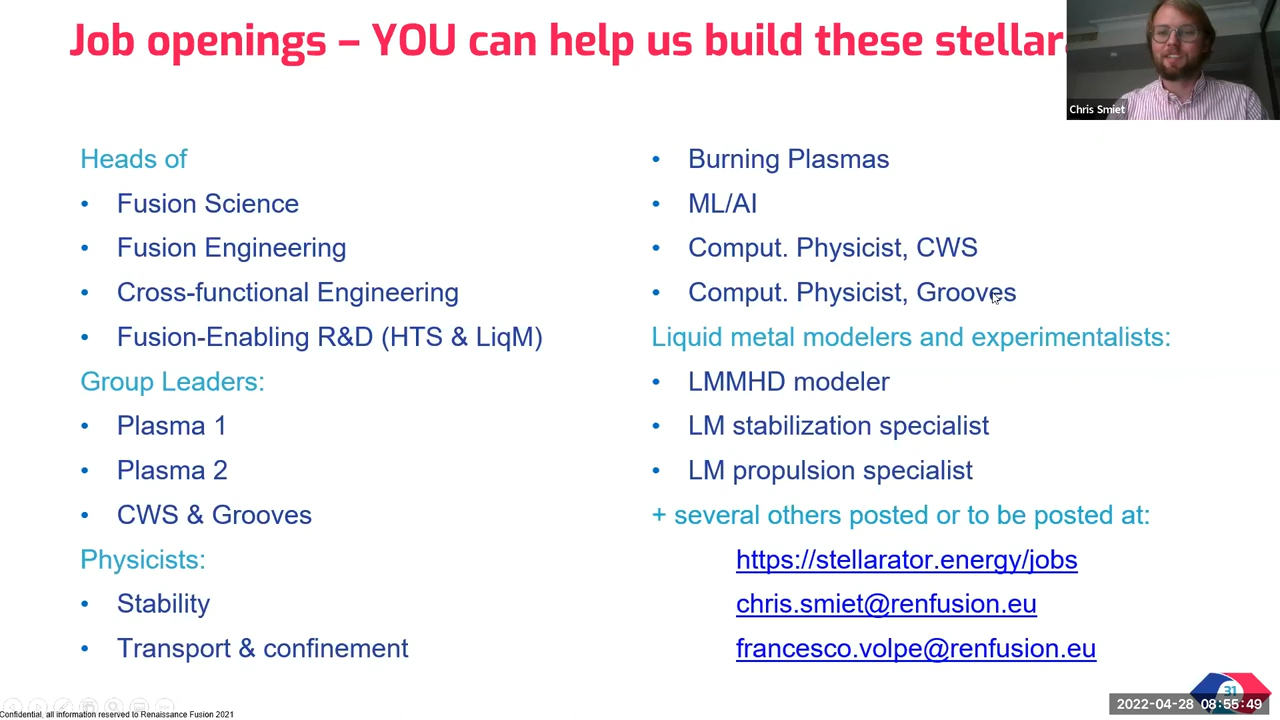 Job openings – YOU can help us build these stellar
Chris Smiet
Heads of
• Fusion Science
• Fusion Engineering
• Cross-functional Engineering
• Fusion-Enabling R&D (HTS & LiqM)
Group Leaders:
• Plasma 1
• Plasma 2
• CWS & Grooves
Physicists:
• Stability
• Transport & confinement
• Burning Plasmas
• ML/AI
• Comput. Physicist, CWS
• Comput. Physicist, Grooves
Liquid metal modelers and experimentalists:
• LMMHD modeler
• LM stabilization specialist
• LM propulsion specialist
+ several others posted or to be posted at:
https://stellarator.energy/jobs
chris.smiet@renfusion.eu
francesco.volpe@renfusion.eu
31
2022-04-28 08:55:49
Confidential, all information reserved to Renaissance Fusion 2021